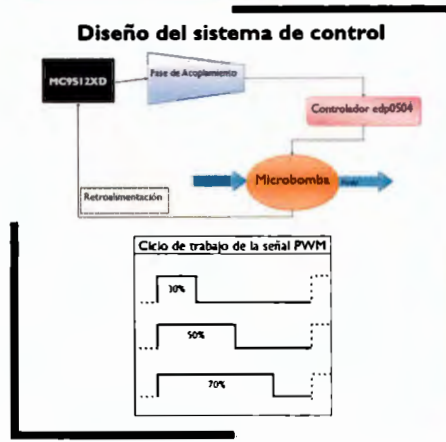 Diseño del sistema de control
MC9S12XD
Fase de Acoplamiento
Controlador edp0504
Microbomba
Retroalimentación
Ciclo de trabajo de la señal PWM
30%
50%
70%